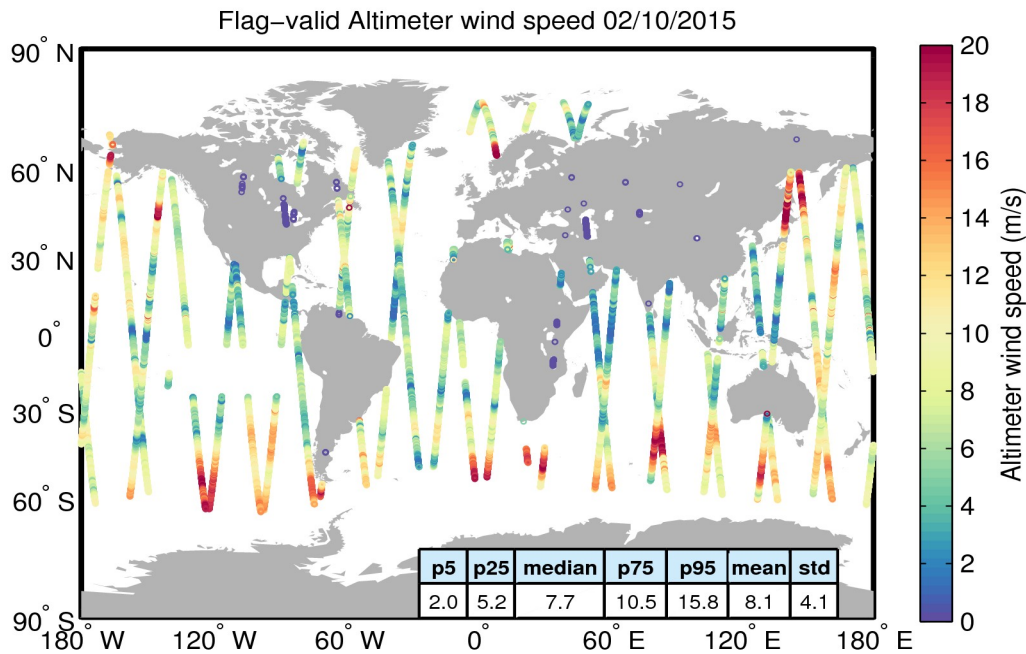 Flag−valid Altimeter wind speed 02/10/2015
90° N
60° N
30° N
0°
30° S
60° S
90° S
180° W
120° W
60° W
0°
60° E
120° E
180° E
p5 p25 median p75 p95 mean std
2.0 5.2 7.7 10.5 15.8 8.1 4.1
20
18
16
14
12
10
8
6
4
2
0
Altimeter wind speed (m/s)